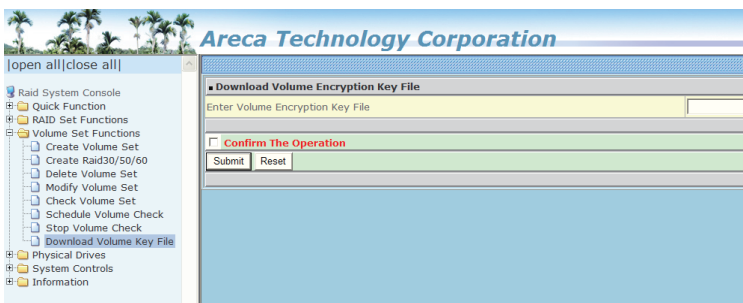 Areca Technology Corporation
|open all|close all|
Raid System Console
Quick Function
RAID Set Functions
Volume Set Functions
Create Volume Set
Create Raid30/50/60
Delete Volume Set
Modify Volume Set
Check Volume Set
Schedule Volume Check
Stop Volume Check
Download Volume Key File
Physical Drives
System Controls
Information
Download Volume Encryption Key File
Enter Volume Encryption Key File
Confirm The Operation
Submit Reset